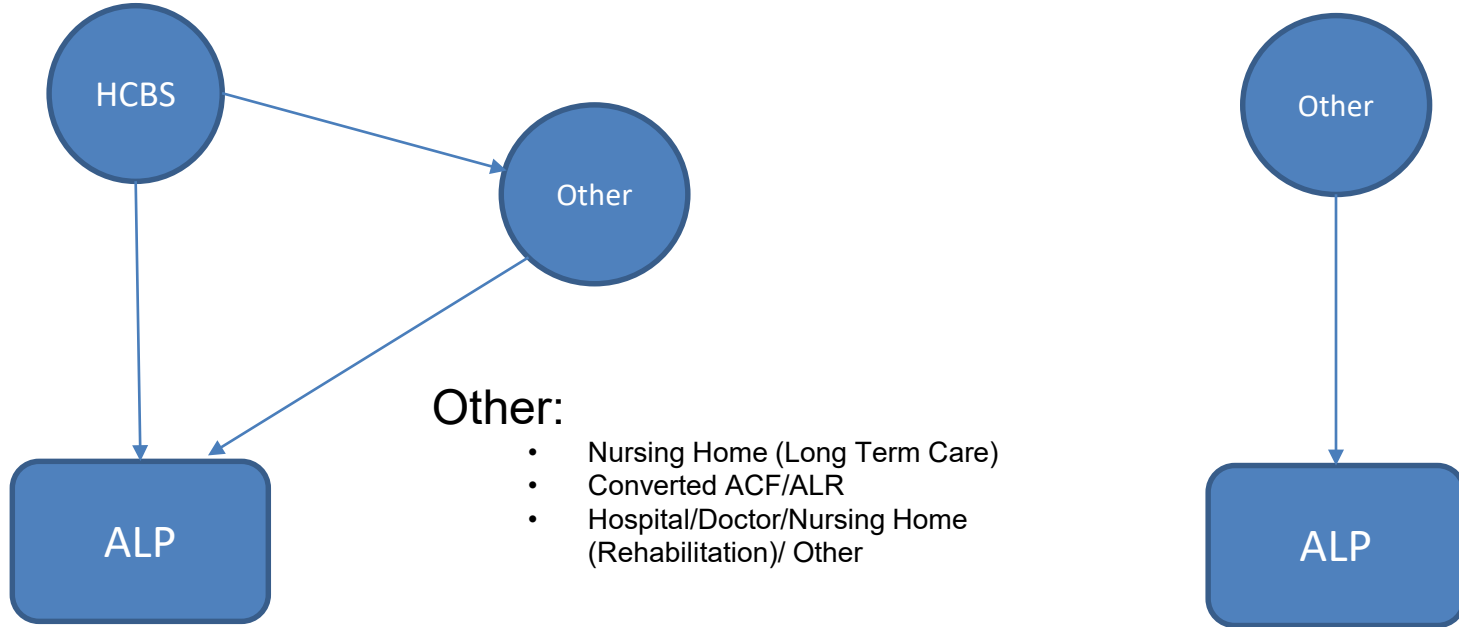 HCBS
Other
ALP
Other:
• Nursing Home (Long Term Care)
• Converted ACF/ALR
• Hospital/Doctor/Nursing Home
(Rehabilitation)/ Other
Other
ALP